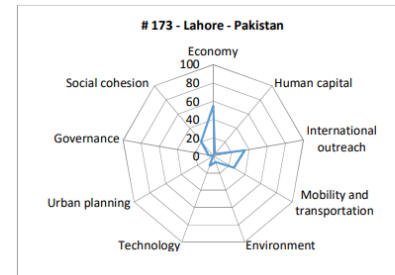 # 173 - Lahore - Pakistan
Economy
100
80
60
40
20
0
Human capital
International
outreach
Mobility and
transportation
Environment
Technology
Urban planning
Governance
Social cohesion